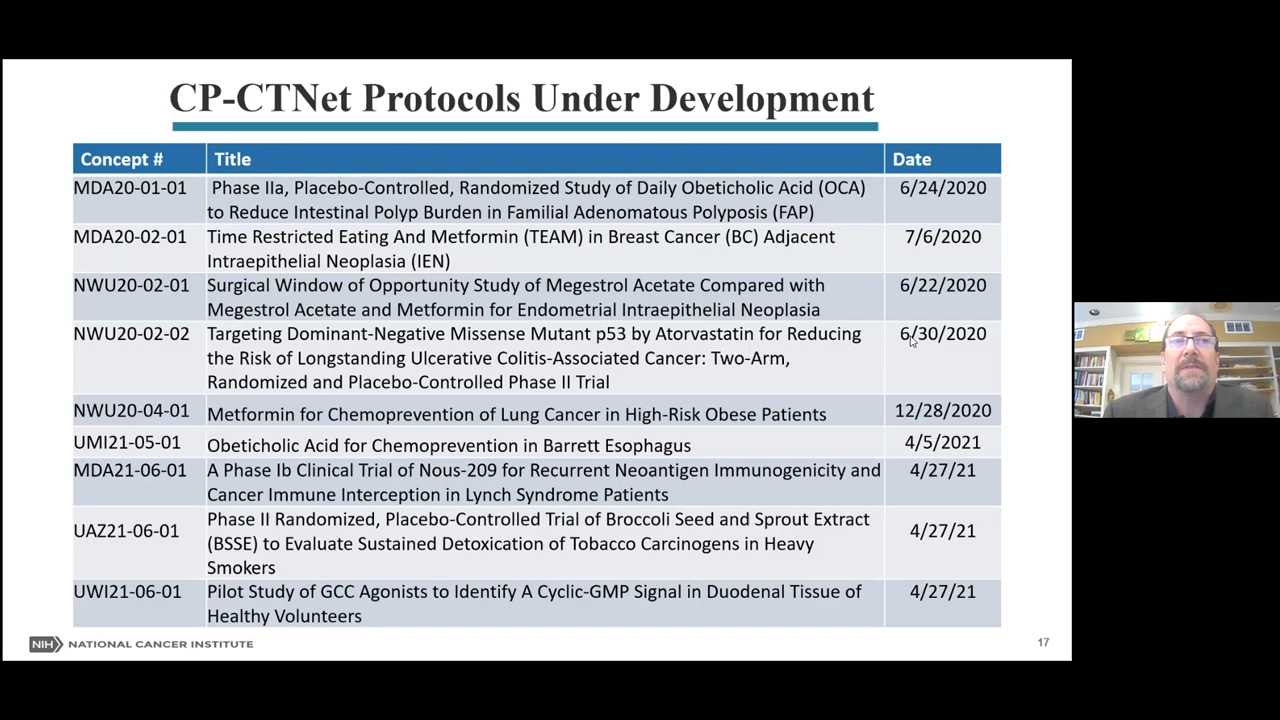 CP-CTNet Protocols Under Development
Concept # Title Date
MDA20-01-01 Phase IIa, Placebo-Controlled, Randomized Study of Daily Obeticholic Acid (OCA) 6/24/2020
to Reduce Intestinal Polyp Burden in Familial Adenomatous Polyposis (FAP)
MDA20-02-01 Time Restricted Eating And Metformin (TEAM) in Breast Cancer (BC) Adjacent 7/6/2020
Intraepithelial Neoplasia (IEN)
NWU20-02-01 Surgical Window of Opportunity Study of Megestrol Acetate Compared with 6/22/2020
Megestrol Acetate and Metformin for Endometrial Intraepithelial Neoplasia
NWU20-02-02 Targeting Dominant-Negative Missense Mutant p53 by Atorvastatin for Reducing 6/30/2020
the Risk of Longstanding Ulcerative Colitis-Associated Cancer: Two-Arm,
Randomized and Placebo-Controlled Phase II Trial
NWU20-04-01 Metformin for Chemoprevention of Lung Cancer in High-Risk Obese Patients 12/28/2020
UMI21-05-01 Obeticholic Acid for Chemoprevention in Barrett Esophagus 4/5/2021
MDA21-06-01 A Phase Ib Clinical Trial of Nous-209 for Recurrent Neoantigen Immunogenicity and 4/27/21
Cancer Immune Interception in Lynch Syndrome Patients
Phase II Randomized, Placebo-Controlled Trial of Broccoli Seed and Sprout Extract
UAZ21-06-01 (BSSE) to Evaluate Sustained Detoxication of Tobacco Carcinogens in Heavy 4/27/21
Smokers
UWI21-06-01 Pilot Study of GCC Agonists to Identify A Cyclic-GMP Signal in Duodenal Tissue of 4/27/21
Healthy Volunteers
NIH NATIONAL CANCER INSTITUTE 17